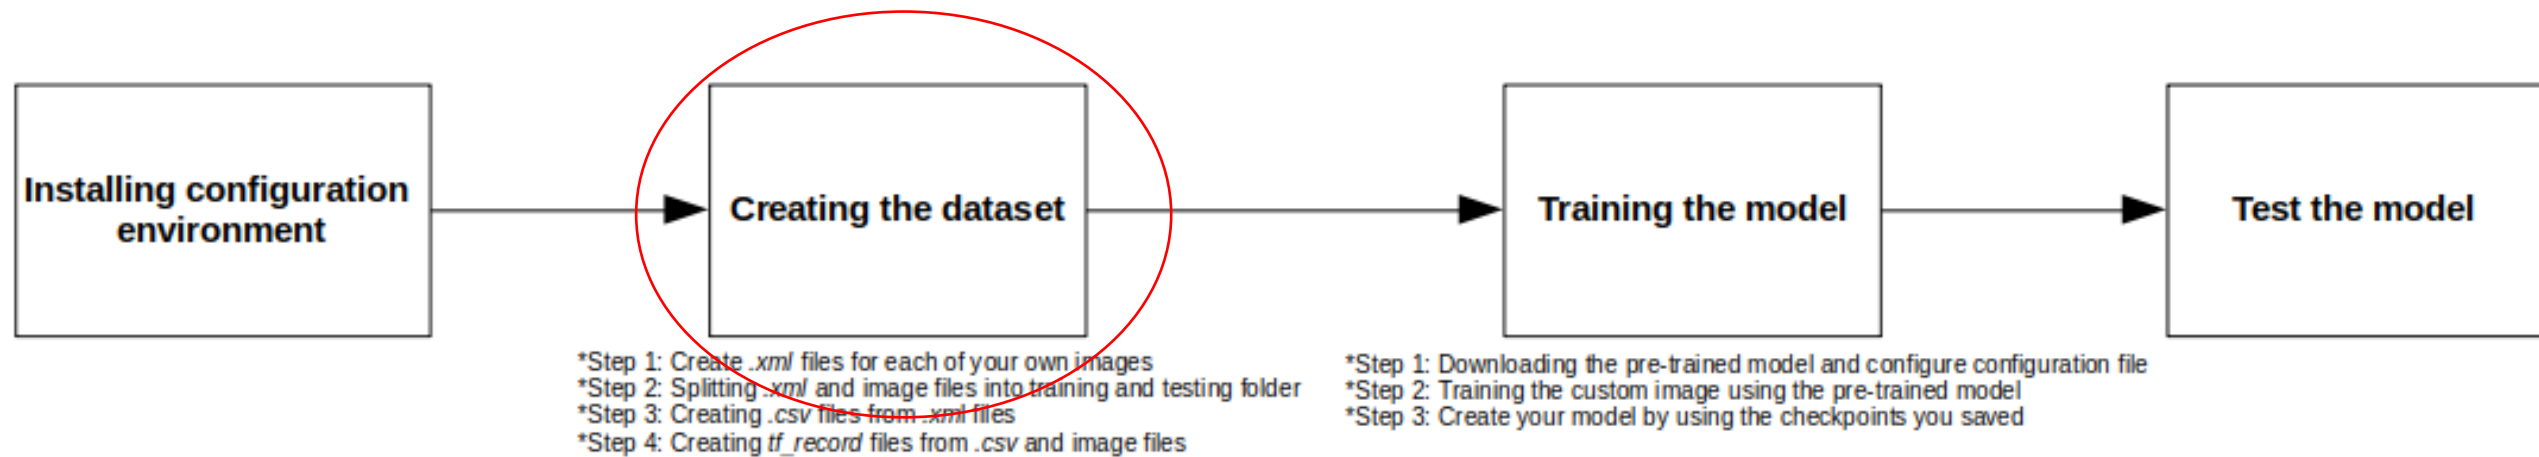 Installing configuration
environment
Creating the dataset
*Step 1: Create .xml files for each of your own images
*Step 2: Splitting .xml and image files into training and testing folder
*Step 3: Creating .csv files from .xml files
*Step 4: Creating tf_record files from .csv and image files
Training the model
*Step 1: Downloading the pre-trained model and configure configuration file
*Step 2: Training the custom image using the pre-trained model
*Step 3: Create your model by using the checkpoints you saved
Test the model